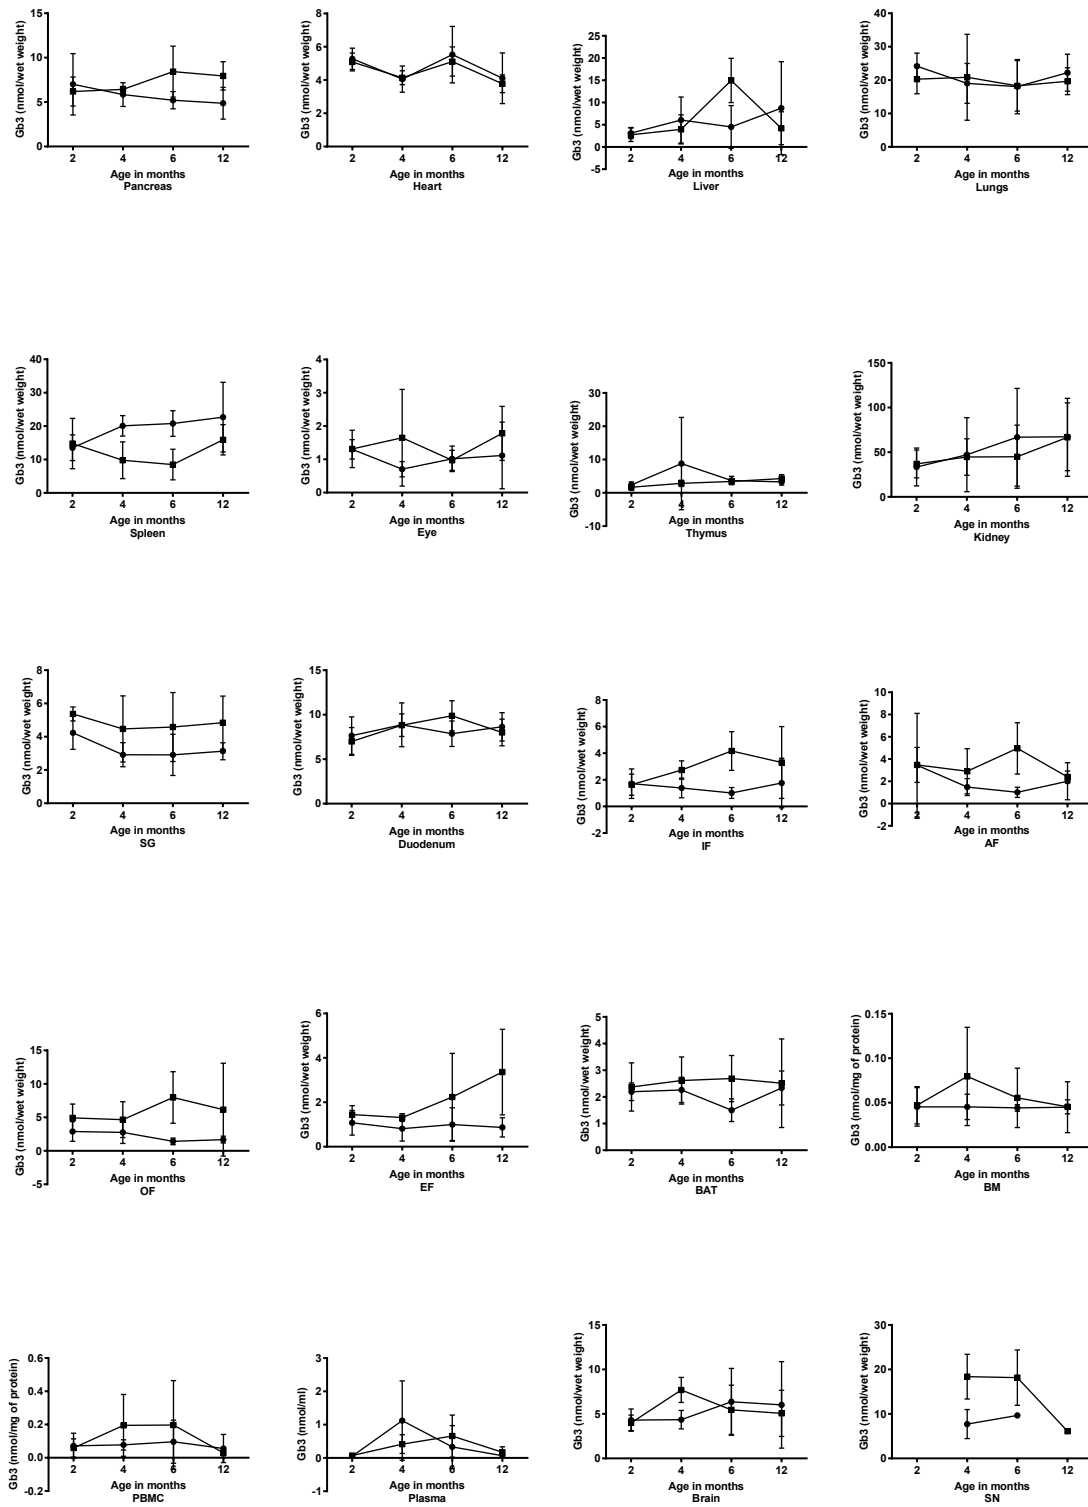 Gb3 (nmol/wet weight)
15
10
5
0
2 4 6 12
Age in months
Pancreas
Gb3 (nmol/wet weight)
8
6
4
2
0
2 4 6 12
Age in months
Heart
Gb3 (nmol/wet weight)
25
20
15
10
5
0
-5
2 4 6 12
Age in months
Liver
Gb3 (nmol/wet weight)
40
30
20
10
0
2 4 6 12
Age in months
Lungs
Gb3 (nmol/wet weight)
40
30
20
10
0
2 4 6 12
Age in months
Spleen
Gb3 (nmol/wet weight)
4
3
2
1
0
2 4 6 12
Age in months
Eye
Gb3 (nmol/wet weight)
30
20
10
0
-10
2 4 6 12
Age in months
Thymus
Gb3 (nmol/wet weight)
150
100
50
0
2 4 6 12
Age in months
Kidney
Gb3 (nmol/wet weight)
8
6
4
2
0
2 4 6 12
Age in months
SG
Gb3 (nmol/wet weight)
15
10
5
0
2 4 6 12
Age in months
Duodenum
Gb3 (nmol/wet weight)
8
6
4
2
0
-2
2 4 6 12
Age in months
IF
Gb3 (nmol/wet weight)
10
8
6
4
2
0
-2
2 4 6 12
Age in months
AF
Gb3 (nmol/wet weight)
15
10
5
0
-5
2 4 6 12
Age in months
OF
Gb3 (nmol/wet weight)
6
4
2
0
2 4 6 12
Age in months
EF
Gb3 (nmol/wet weight)
5
4
3
2
1
0
2 4 6 12
Age in months
BAT
Gb3 (nmol/mg of protein)
0.15
0.10
0.05
0.00
2 4 6 12
Age in months
BM
Gb3 (nmol/mg of protein)
0.6
0.4
0.2
0.0
-0.2
2 4 6 12
Age in months
PBMC
Gb3 (nmol/ml)
3
2
1
0
-1
2 4 6 12
Age in months
Plasma
Gb3 (nmol/wet weight)
15
10
5
0
2 4 6 12
Age in months
Brain
Gb3 (nmol/wet weight)
30
20
10
0
2 4 6 12
Age in months
SN